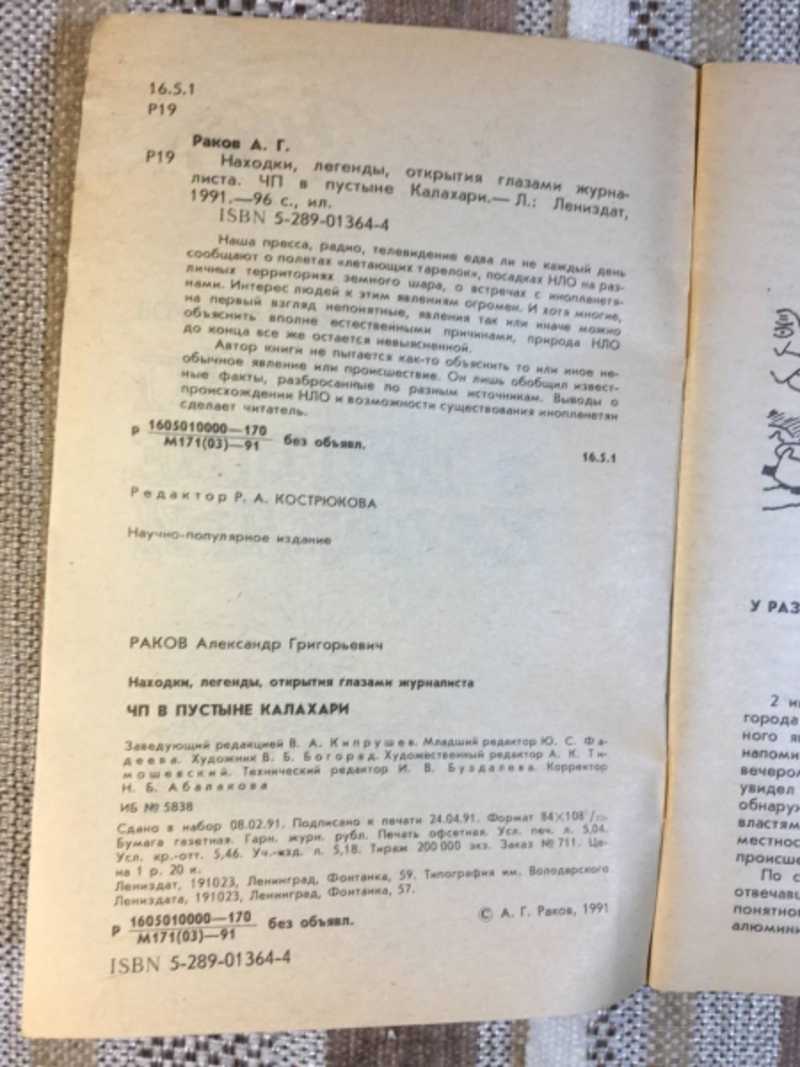 16.5.1
Р19
Раков А. Г.
Р19 Находки, легенды, открытия глазами журна-
листа. ЧП в пустыне Калахари.— Л.: Лениздат,
1991.—96 с., ил.
ISBN 5-289-01364-4
Наша пресса, радио, телевидение едва ли не каждый день
сообщают о полетах «летающих тарелок», посадках НЛО на раз-
личных территориях земного шара, о встречах с инопланетя-
нами. Интерес людей к этим явлениям огромен. И хотя многие,
на первый взгляд непонятные, явления так или иначе можно
объяснить вполне естественными причинами, природа НЛО
до конца все же остается невыясненной.
Автор книги не пытается как-то объяснить то или иное не-
обычное явление или происшествие. Он лишь обобщил извест-
ные факты, разбросанные по разным источникам. Выводы о
происхождении НЛО и возможности существования инопланетян
сделает читатель.
Р 1605010000—170
М171(03)—91 без объявл.
16.5.1
Редактор Р. А. КОСТРЮКОВА
Научно-популярное издание
РАКОВ Александр Григорьевич
Находки, легенды, открытия глазами журналиста
ЧП В ПУСТЫНЕ КАЛАХАРИ
Заведующий редакцией В. А. Кипрушев. Младший редактор Ю. С. Фа-
деева. Художник В. Б. Богорад. Художественный редактор А. К. Ти-
мошевский. Технический редактор И. В. Буздалева. Корректор
Н. Б. Абалакова
ИБ № 5838
Сдано в набор 08.02.91. Подписано к печати 24.04.91. Формат 84×108 1/32.
Бумага газетная. Гарн. журн. рубл. Печать офсетная. Усл. печ. л. 5,04.
Усл. кр.-отт. 5,46. Уч.-изд. л. 5,18. Тираж 200 000 экз. Заказ № 711. Це-
на 1 р. 20 к.
Лениздат, 191023, Ленинград, Фонтанка, 59. Типография им. Володарского
Лениздата, 191023, Ленинград, Фонтанка, 57.
Р 1605010000—170
М171(03)—91 без объявл.
© А. Г. Раков, 1991
ISBN 5-289-01364-4
У РАЗ
2 и
города
ного я
напоми
вечером
увидел
обнаруж
властям
местнос
происше
По с
отвечавш
понятном
алюмини